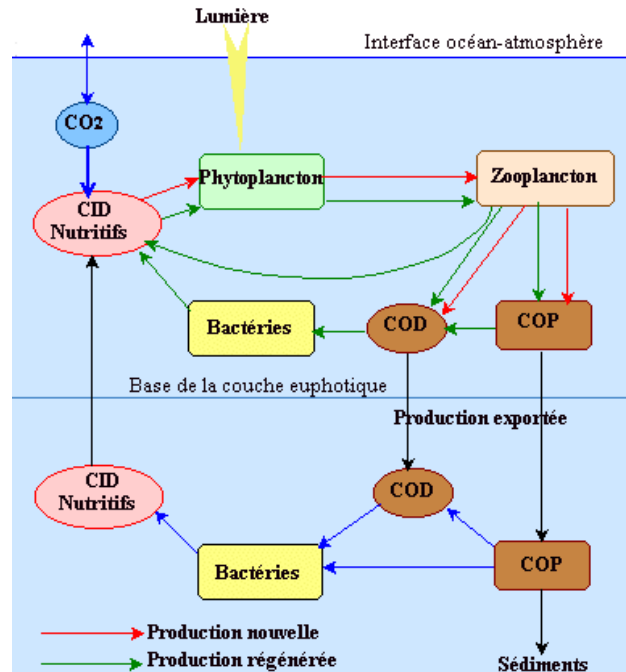 Lumière
Interface océan-atmosphère
CO2
Phytoplancton
Zooplancton
CID
Nutritifs
Bactéries
COD
COP
Base de la couche euphotique
Production exportée
CID
Nutritifs
COD
Bactéries
COP
Production nouvelle
Production régénérée
Sédiments